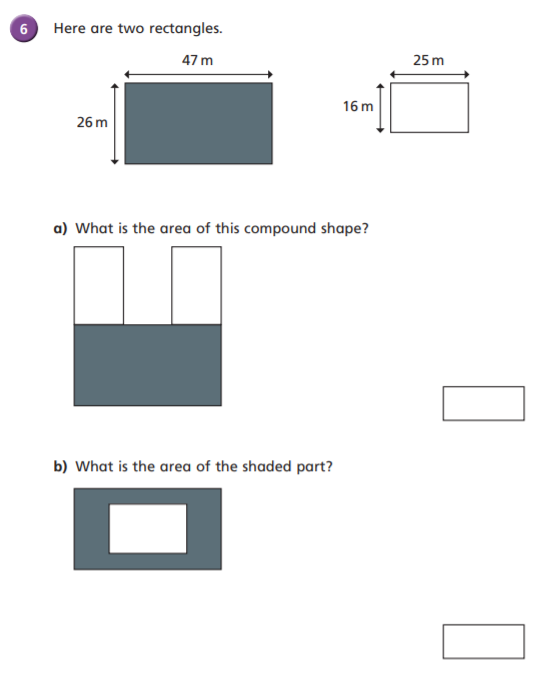 6 Here are two rectangles.
47 m
25 m
16 m
26 m
a) What is the area of this compound shape?
b) What is the area of the shaded part?